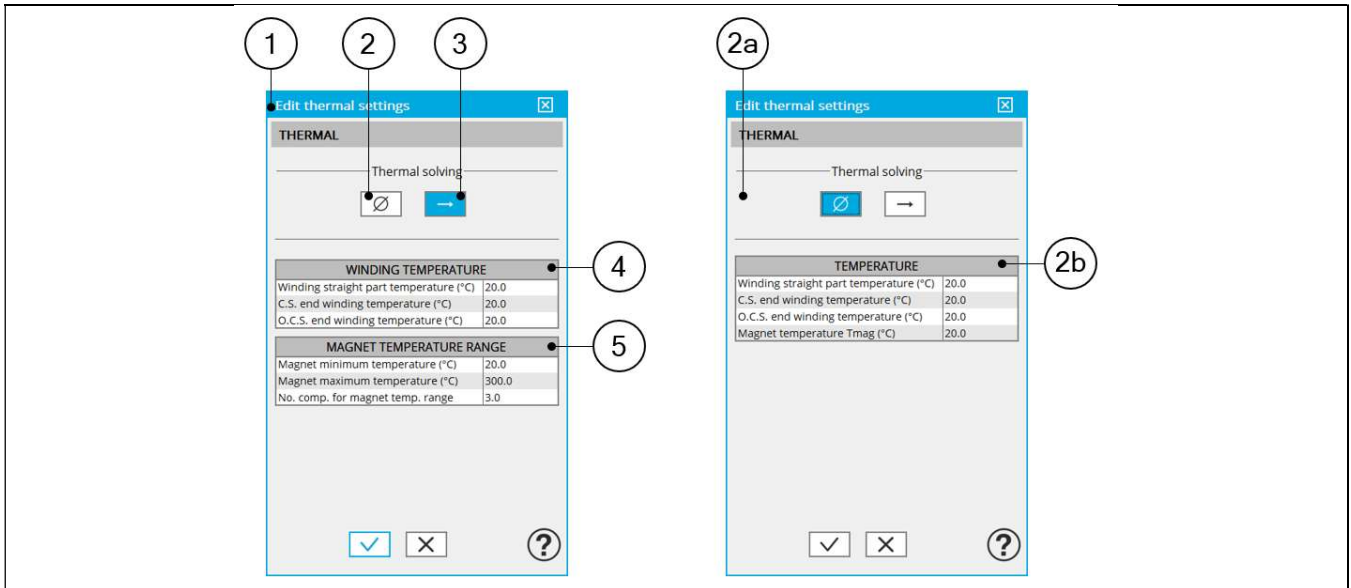 1 2 3 2a
Edit thermal settings
THERMAL
Thermal solving
Ø →
4
WINDING TEMPERATURE
Winding straight part temperature (°C) 20.0
C.S. end winding temperature (°C) 20.0
O.C.S. end winding temperature (°C) 20.0
5
MAGNET TEMPERATURE RANGE
Magnet minimum temperature (°C) 20.0
Magnet maximum temperature (°C) 300.0
No. comp. for magnet temp. range 3.0
?
Edit thermal settings
THERMAL
Thermal solving
Ø →
2b
TEMPERATURE
Winding straight part temperature (°C) 20.0
C.S. end winding temperature (°C) 20.0
O.C.S. end winding temperature (°C) 20.0
Magnet temperature Tmag (°C) 20.0
?